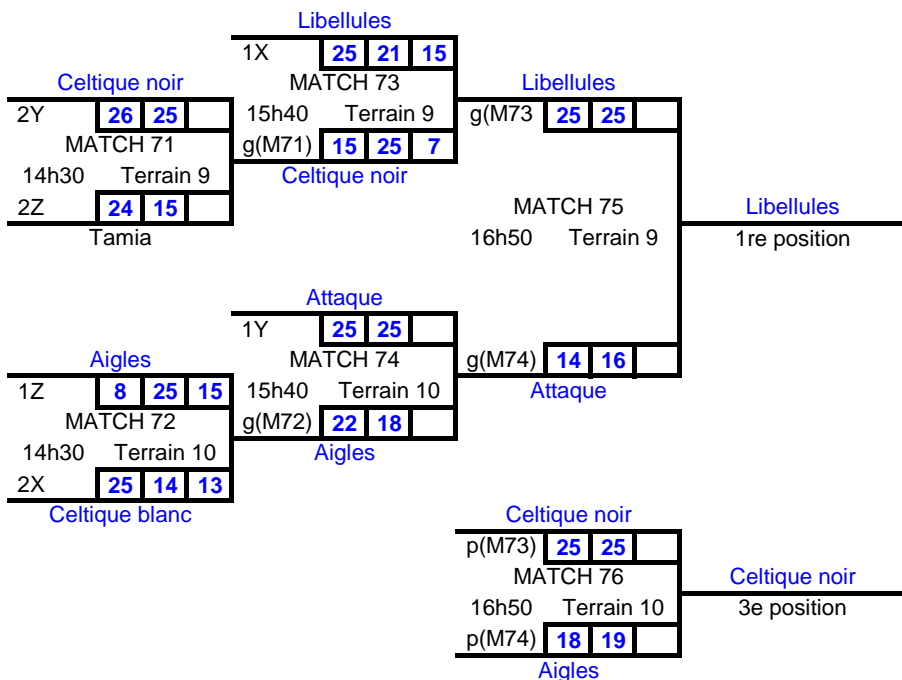 Libellules
1X 25 21 15
MATCH 73
15h40 Terrain 9
g(M71) 15 25 7
Celtique noir
Celtique noir
2Y 26 25
MATCH 71
14h30 Terrain 9
2Z 24 15
Tamia
Libellules
g(M73 25 25
MATCH 75
16h50 Terrain 9
g(M74) 14 16
Attaque
Libellules
1re position
Attaque
1Y 25 25
MATCH 74
15h40 Terrain 10
g(M72) 22 18
Aigles
Aigles
1Z 8 25 15
MATCH 72
14h30 Terrain 10
2X 25 14 13
Celtique blanc
Celtique noir
p(M73) 25 25
MATCH 76
16h50 Terrain 10
p(M74) 18 19
Aigles
Celtique noir
3e position